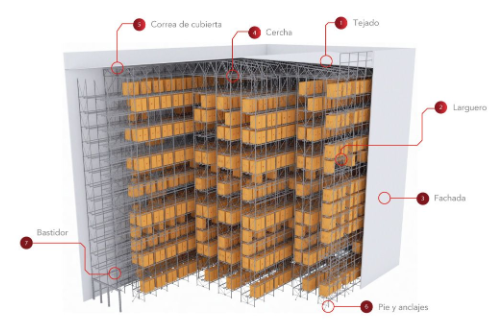 5 Correa de cubierta
4 Cercha
1 Tejado
2 Larguero
3 Fachada
7 Bastidor
6 Pie y anclajes